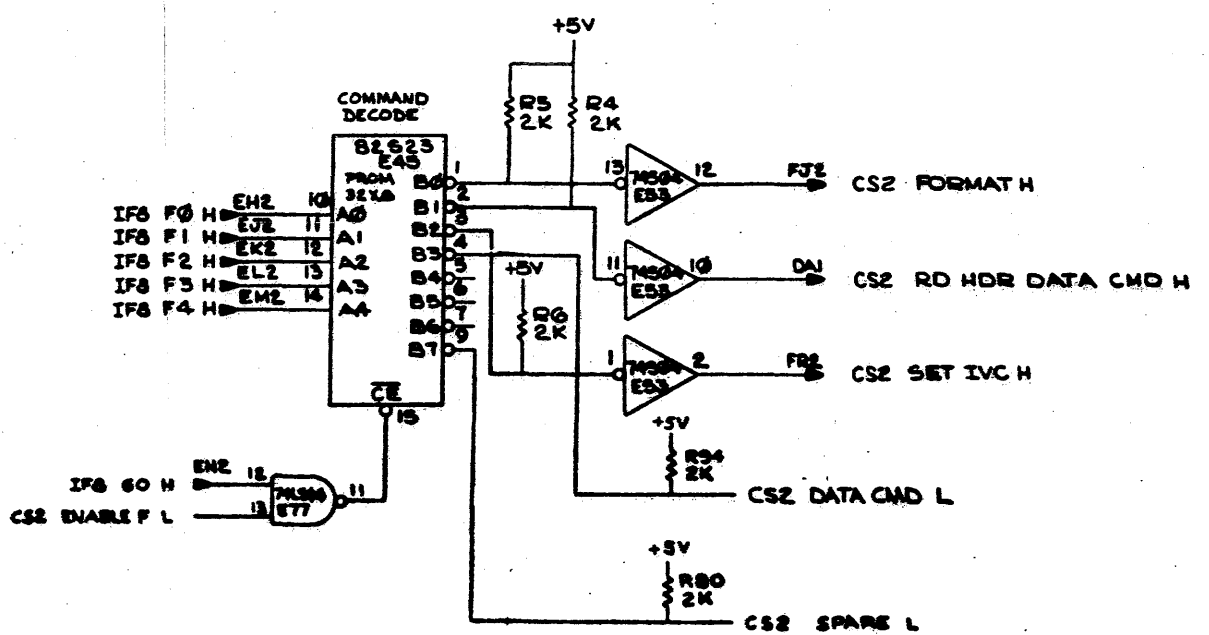 +5V
COMMAND
DECODE
R5
2K
R4
2K
82S23
E45
PROM
32X8
IF8 FØ H EH2 10 AØ
IF8 F1 H EJ2 11 A1
IF8 F2 H EK2 12 A2
IF8 F3 H EL2 13 A3
IF8 F4 H EM2 14 A4
BØ 1
B1 2
B2 3
B3 4
B4 5
B5 6
B6 7
B7 9
CE 15
13 74S04 E53 12 FJ2 CS2 FORMAT H
11 74S04 E53 10 DA1 CS2 RD HDR DATA CMD H
+5V
R6
2K
1 74S04 E53 2 FR2 CS2 SET IVC H
+5V
R94
2K
CS2 DATA CMD L
IF8 GO H EN2 12
CS2 ENABLE F L 13
E77
11
+5V
R80
2K
CS2 SPARE L